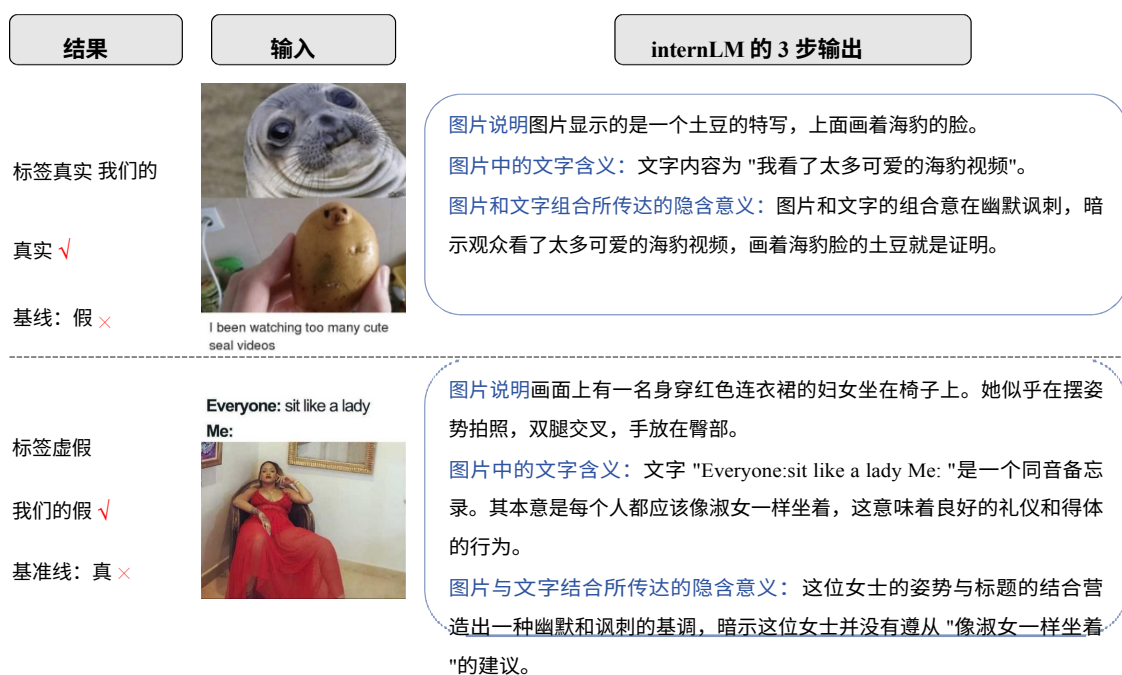 结果
输入
internLM 的 3 步输出
标签真实 我们的
真实 √
基线：假 ×
I been watching too many cute
seal videos
图片说明图片显示的是一个土豆的特写，上面画着海豹的脸。
图片中的文字含义：文字内容为 "我看了太多可爱的海豹视频"。
图片和文字组合所传达的隐含意义：图片和文字的组合意在幽默讽刺，暗
示观众看了太多可爱的海豹视频，画着海豹脸的土豆就是证明。
标签虚假
我们的假 √
基准线：真 ×
Everyone: sit like a lady
Me:
图片说明画面上有一名身穿红色连衣裙的妇女坐在椅子上。她似乎在摆姿
势拍照，双腿交叉，手放在臀部。
图片中的文字含义：文字 "Everyone:sit like a lady Me: "是一个同音备忘
录。其本意是每个人都应该像淑女一样坐着，这意味着良好的礼仪和得体
的行为。
图片与文字结合所传达的隐含意义：这位女士的姿势与标题的结合营
造出一种幽默和讽刺的基调，暗示这位女士并没有遵从 "像淑女一样坐着
"的建议。